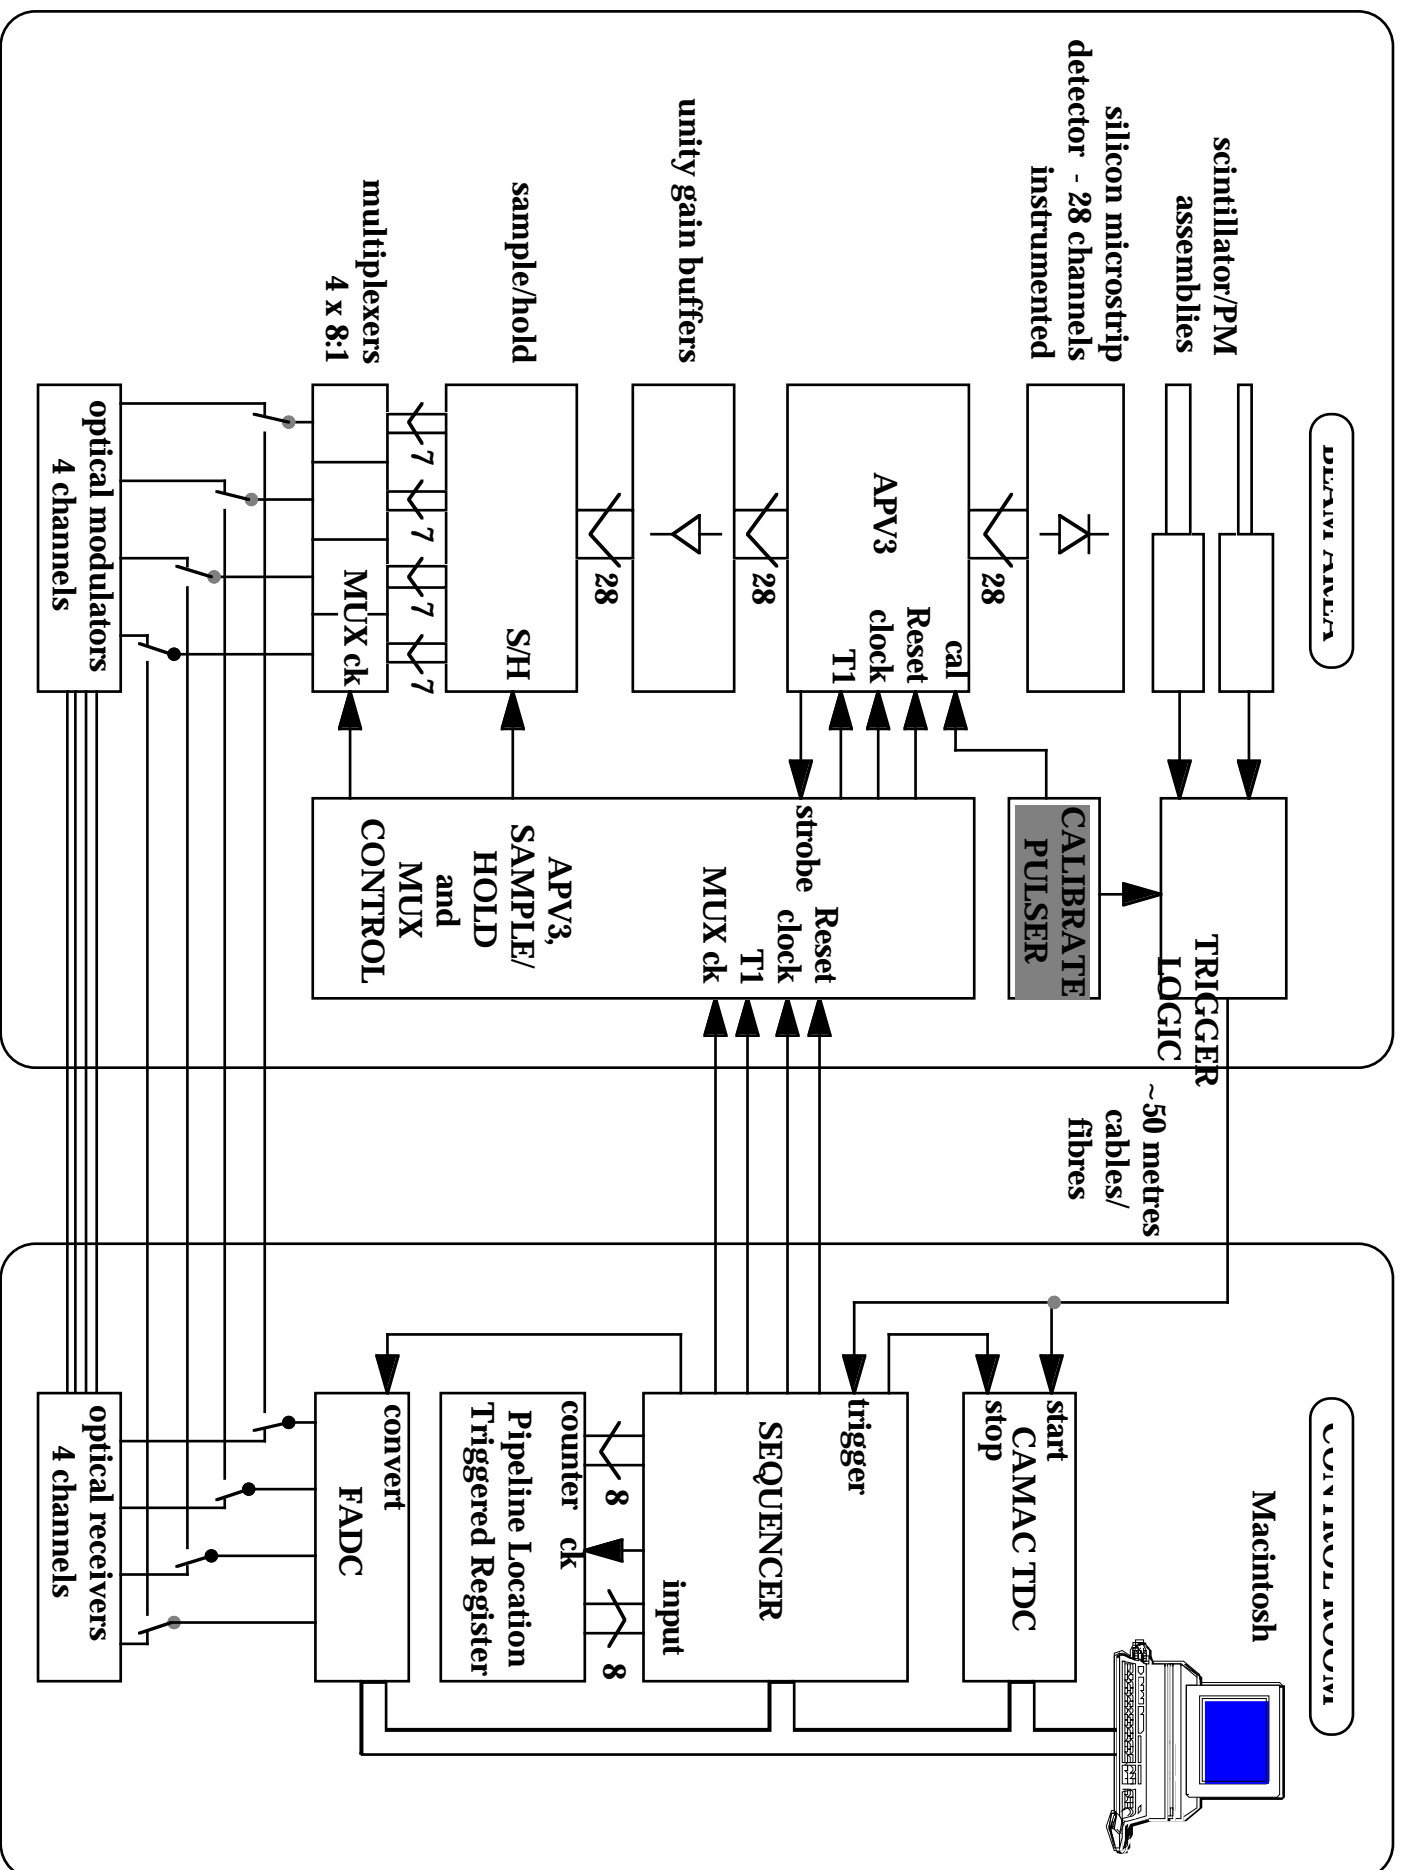 BEAM AREA
CONTROL ROOM
scintillator/PM
assemblies
silicon microstrip
detector - 28 channels
instrumented
unity gain buffers
sample/hold
multiplexers
4 x 8:1
28
APV3
cal
Reset
clock
T1
28
28
S/H
7
7
7
7
MUX ck
optical modulators
4 channels
TRIGGER
LOGIC
CALIBRATE
PULSER
strobe
Reset
clock
T1
MUX ck
APV3,
SAMPLE/
HOLD
and
MUX
CONTROL
~50 metres
cables/
fibres
Macintosh
start
stop
CAMAC TDC
trigger
SEQUENCER
input
8
8
counter ck
Pipeline Location
Triggered Register
convert
FADC
optical receivers
4 channels